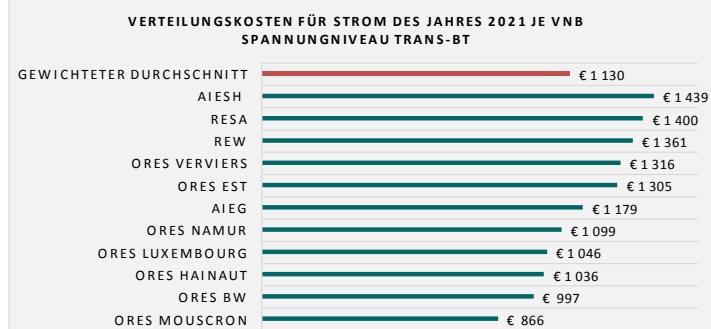 VERTEILUNGSKOSTEN FÜR STROM DES JAHRES 2021 JE VNB
SPANNUNGNIVEAU TRANS-BT
GEWICHTETER DURCHSCHNITT € 1 130
AIESH € 1 439
RESA € 1 400
REW € 1 361
ORES VERVIERS € 1 316
ORES EST € 1 305
AIEG € 1 179
ORES NAMUR € 1 099
ORES LUXEMBOURG € 1 046
ORES HAINAUT € 1 036
ORES BW € 997
ORES MOUSCRON € 866